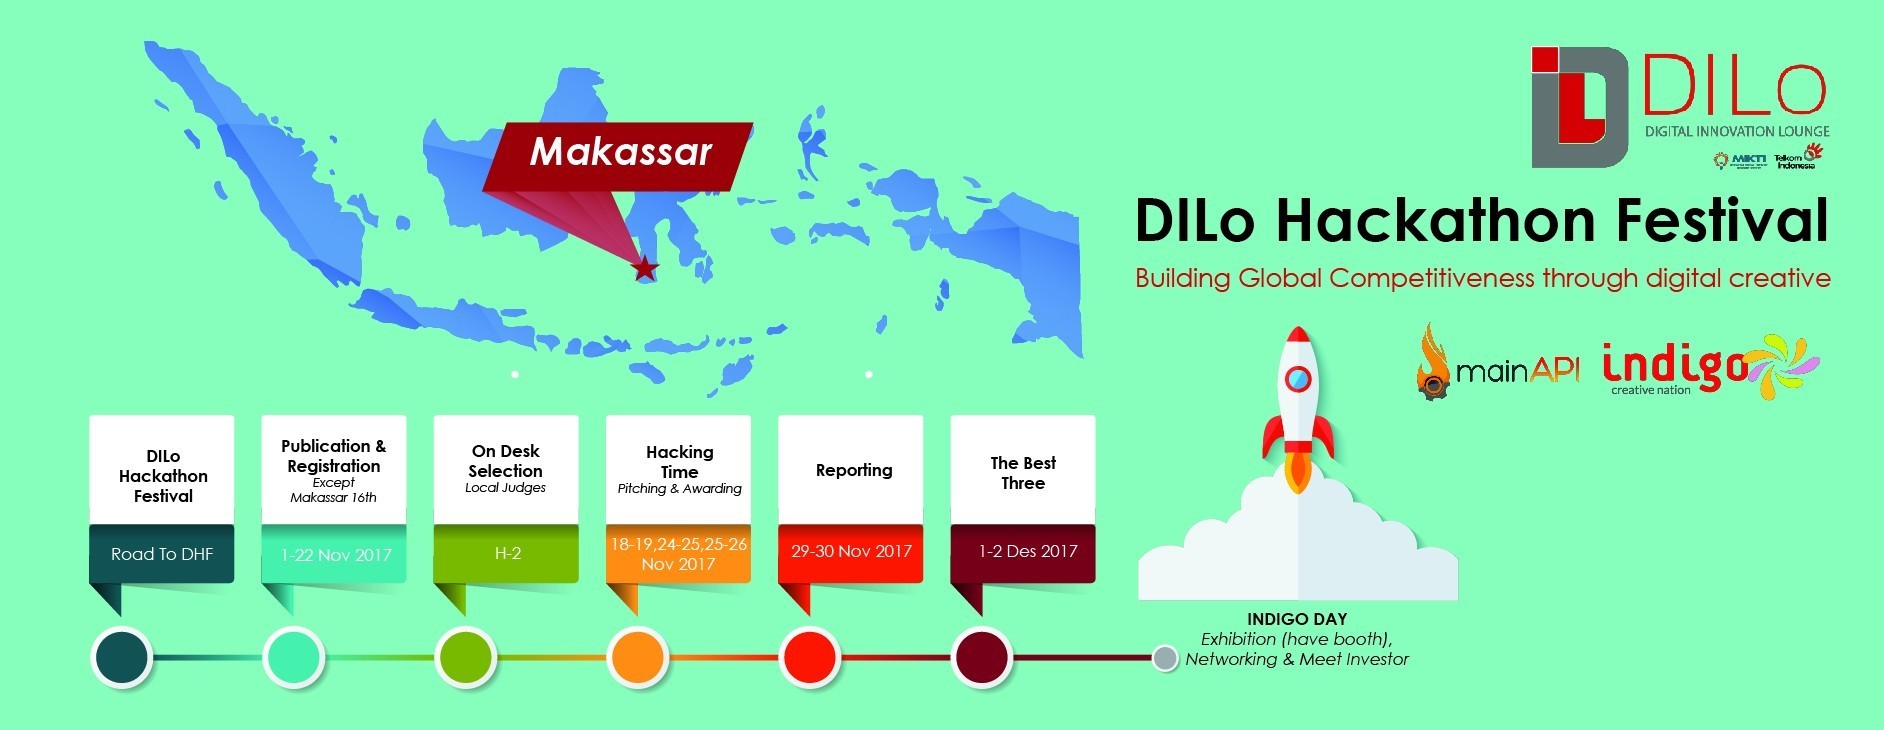 Makassar
DILo
DIGITAL INNOVATION LOUNGE
MIKTI
Telkom
Indonesia
DILo Hackathon Festival
Building Global Competitiveness through digital creative
mainAPI
indigo
creative nation
DILo
Hackathon
Festival
Road To DHF
Publication &
Registration
Except
Makassar 16th
1-22 Nov 2017
On Desk
Selection
Local Judges
H-2
Hacking
Time
Pitching & Awarding
18-19,24-25,25-26
Nov 2017
Reporting
29-30 Nov 2017
The Best
Three
1-2 Des 2017
INDIGO DAY
Exhibition (have booth),
Networking & Meet Investor